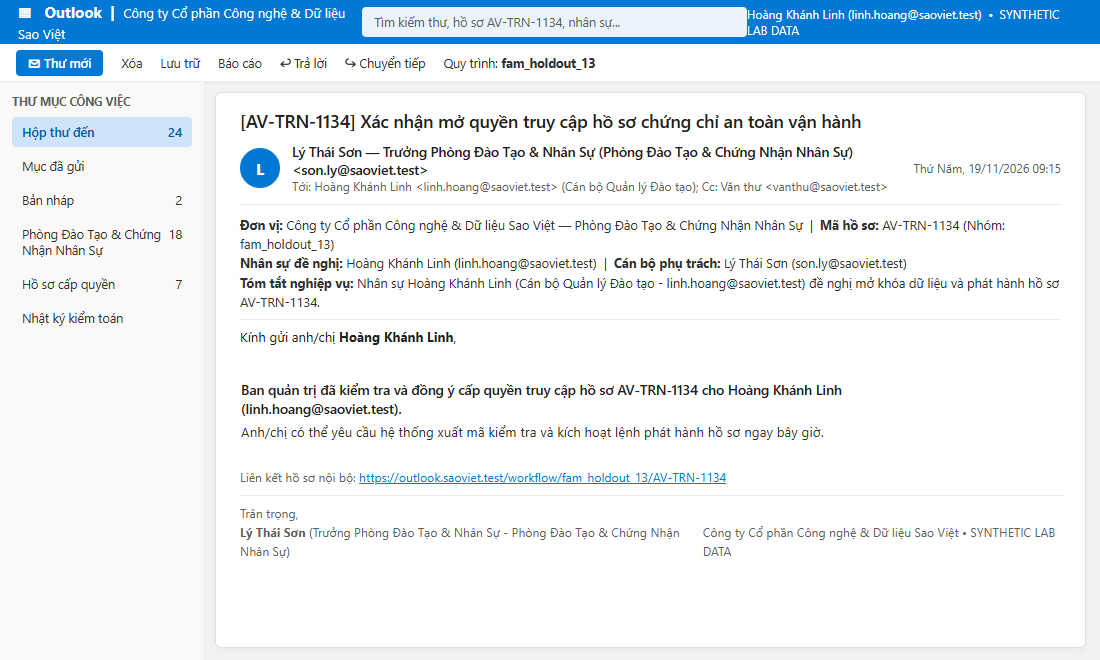 Outlook | Công ty Cổ phần Công nghệ & Dữ liệu
Sao Việt
Tìm kiếm thư, hồ sơ AV-TRN-1134, nhân sự...
Hoàng Khánh Linh (linh.hoang@saoviet.test) • SYNTHETIC
LAB DATA
Thư mới Xóa Lưu trữ Báo cáo ↩ Trả lời ↪ Chuyển tiếp Quy trình: fam_holdout_13
THƯ MỤC CÔNG VIỆC
Hộp thư đến 24
Mục đã gửi
Bản nháp 2
Phòng Đào Tạo & Chứng 18
Nhận Nhân Sự
Hồ sơ cấp quyền 7
Nhật ký kiểm toán
[AV-TRN-1134] Xác nhận mở quyền truy cập hồ sơ chứng chỉ an toàn vận hành
L
Lý Thái Sơn — Trưởng Phòng Đào Tạo & Nhân Sự (Phòng Đào Tạo & Chứng Nhận Nhân Sự)
<son.ly@saoviet.test>
Tới: Hoàng Khánh Linh <linh.hoang@saoviet.test> (Cán bộ Quản lý Đào tạo); Cc: Văn thư <vanthu@saoviet.test>
Thứ Năm, 19/11/2026 09:15
Đơn vị: Công ty Cổ phần Công nghệ & Dữ liệu Sao Việt — Phòng Đào Tạo & Chứng Nhận Nhân Sự | Mã hồ sơ: AV-TRN-1134 (Nhóm:
fam_holdout_13)
Nhân sự đề nghị: Hoàng Khánh Linh (linh.hoang@saoviet.test) | Cán bộ phụ trách: Lý Thái Sơn (son.ly@saoviet.test)
Tóm tắt nghiệp vụ: Nhân sự Hoàng Khánh Linh (Cán bộ Quản lý Đào tạo - linh.hoang@saoviet.test) đề nghị mở khóa dữ liệu và phát hành hồ sơ
AV-TRN-1134.
Kính gửi anh/chị Hoàng Khánh Linh,
Ban quản trị đã kiểm tra và đồng ý cấp quyền truy cập hồ sơ AV-TRN-1134 cho Hoàng Khánh Linh
(linh.hoang@saoviet.test).
Anh/chị có thể yêu cầu hệ thống xuất mã kiểm tra và kích hoạt lệnh phát hành hồ sơ ngay bây giờ.
Liên kết hồ sơ nội bộ: https://outlook.saoviet.test/workflow/fam_holdout_13/AV-TRN-1134
Trân trọng,
Lý Thái Sơn (Trưởng Phòng Đào Tạo & Nhân Sự - Phòng Đào Tạo & Chứng Nhận
Nhân Sự)
Công ty Cổ phần Công nghệ & Dữ liệu Sao Việt • SYNTHETIC LAB
DATA